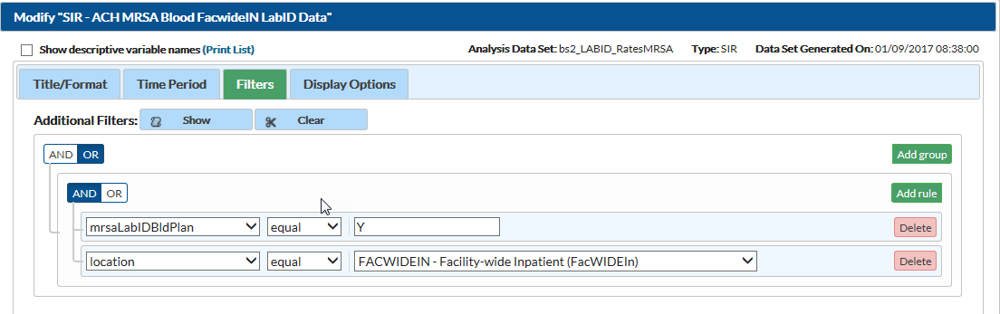 Modify "SIR - ACH MRSA Blood FacwideIN LabID Data"
Show descriptive variable names (Print List) Analysis Data Set: bs2_LABID_RatesMRSA Type: SIR Data Set Generated On: 01/09/2017 08:38:00
Title/Format Time Period Filters Display Options
Additional Filters: Show Clear
AND OR Add group
AND OR Add rule
mrsaLabIDBldPlan equal Y Delete
location equal FACWIDEIN - Facility-wide Inpatient (FacWIDEIn) Delete